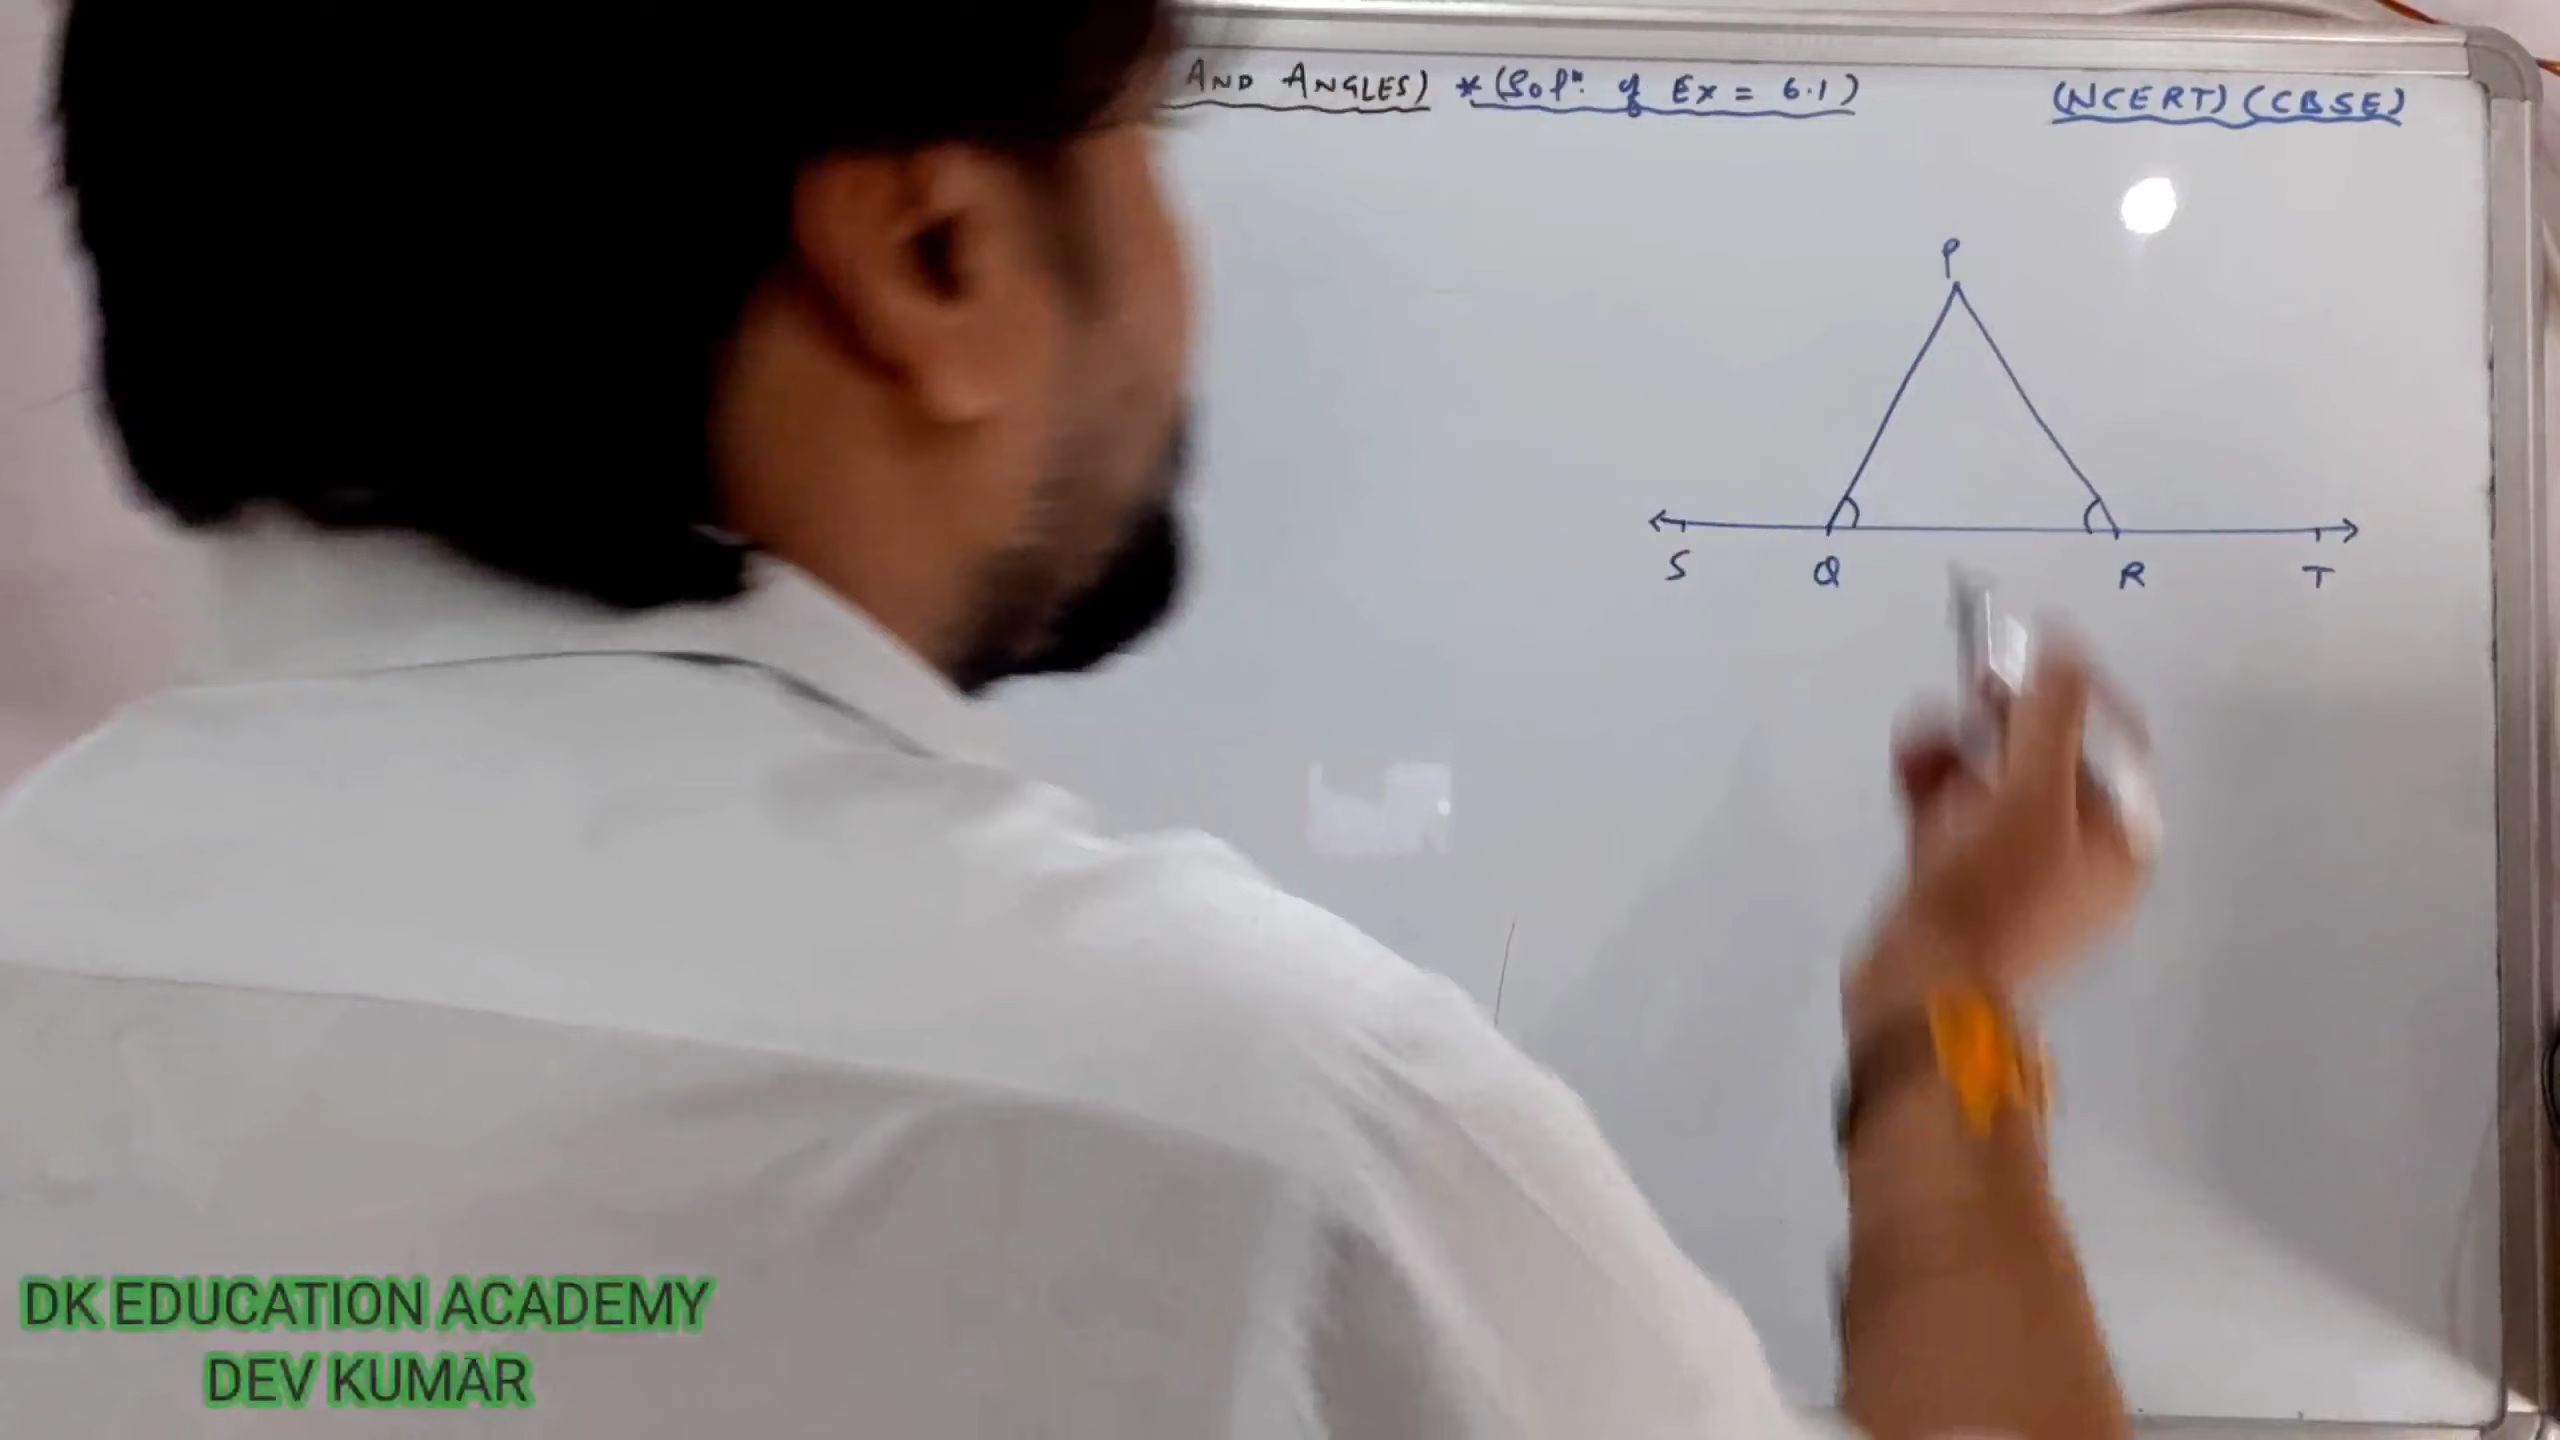 AND ANGLES) *(Solⁿ. of Ex = 6.1) (NCERT) (CBSE)
P
S Q R T
DK EDUCATION ACADEMY
DEV KUMAR